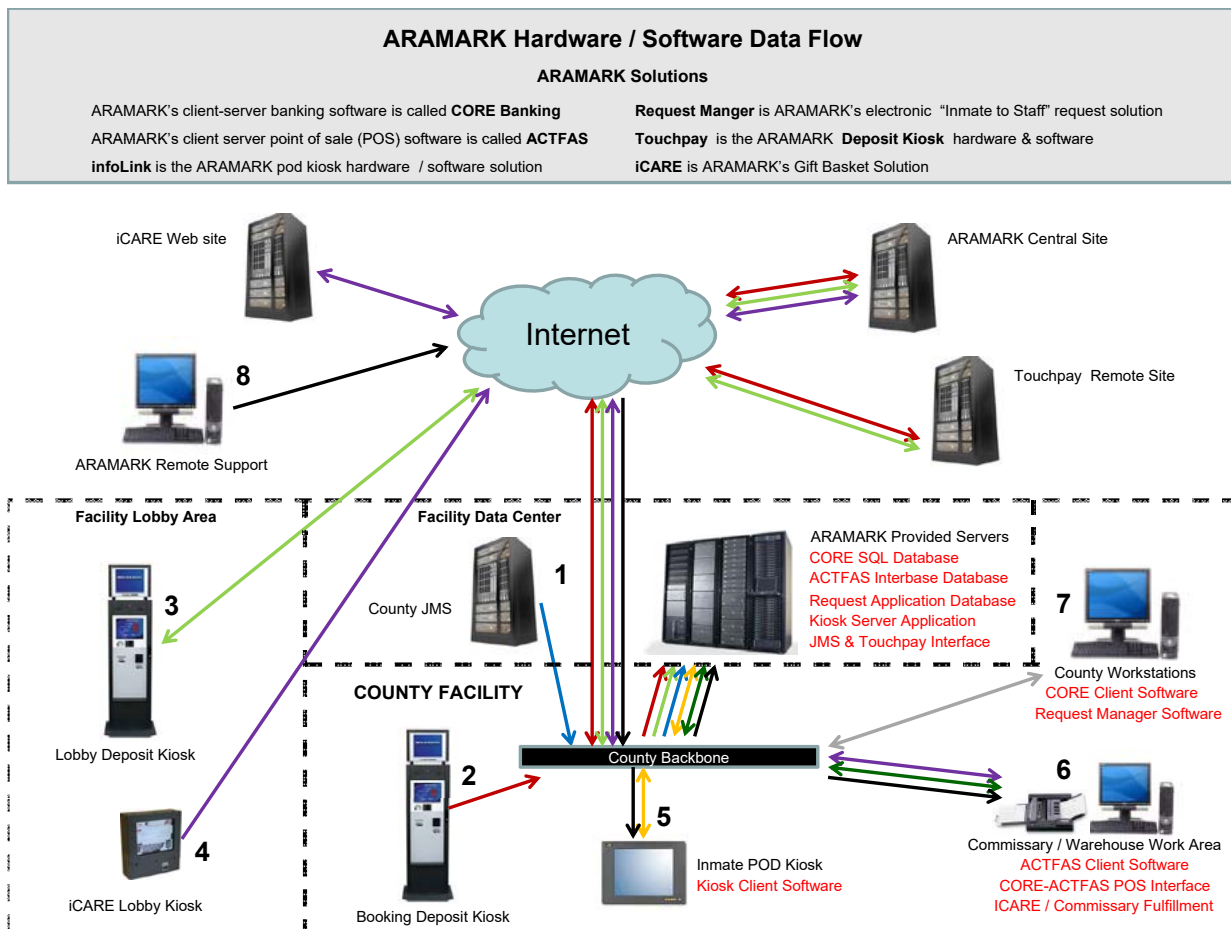 ARAMARK Hardware / Software Data Flow
ARAMARK Solutions
ARAMARK's client-server banking software is called CORE Banking
ARAMARK's client server point of sale (POS) software is called ACTFAS
infoLink is the ARAMARK pod kiosk hardware / software solution
Request Manger is ARAMARK's electronic "Inmate to Staff" request solution
Touchpay is the ARAMARK Deposit Kiosk hardware & software
iCARE is ARAMARK's Gift Basket Solution
iCARE Web site
ARAMARK Central Site
Internet
8
Touchpay Remote Site
ARAMARK Remote Support
Facility Lobby Area
3
Lobby Deposit Kiosk
4
iCARE Lobby Kiosk
Facility Data Center
1
County JMS
ARAMARK Provided Servers
CORE SQL Database
ACTFAS Interbase Database
Request Application Database
Kiosk Server Application
JMS & Touchpay Interface
7
County Workstations
CORE Client Software
Request Manager Software
COUNTY FACILITY
County Backbone
2
Booking Deposit Kiosk
5
Inmate POD Kiosk
Kiosk Client Software
6
Commissary / Warehouse Work Area
ACTFAS Client Software
CORE-ACTFAS POS Interface
ICARE / Commissary Fulfillment